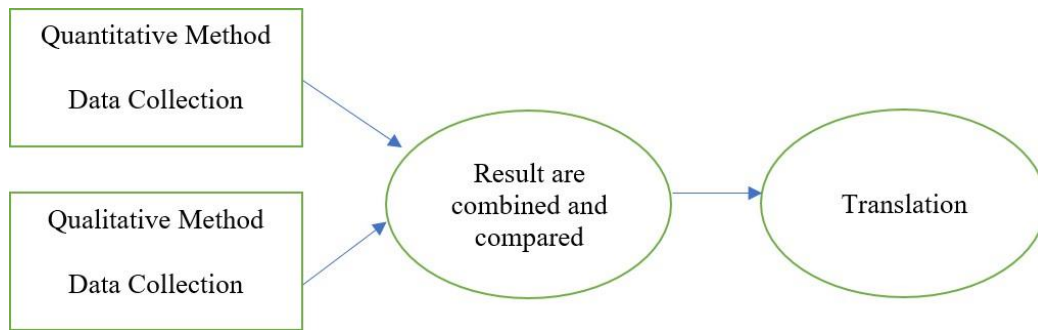 Quantitative Method
Data Collection
Qualitative Method
Data Collection
Result are
combined and
compared
Translation